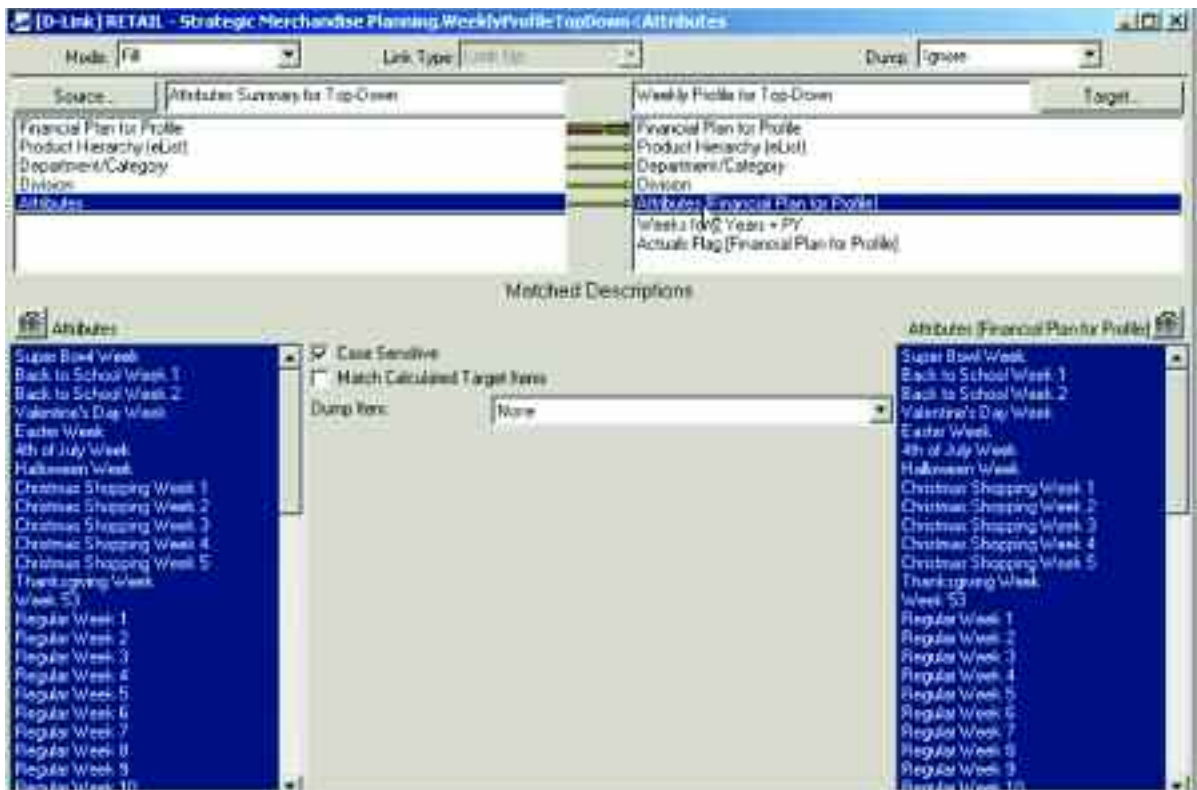 [D-Link] RETAIL - Strategic Merchandise Planning.WeeklyProfileTopDown<Attributes
Mode: Fill Link Type Dump Ignore
Source... Attributes Summary for Top-Down Weekly Profile for Top-Down Target...
Financial Plan for Profile Financial Plan for Profile
Product Hierarchy (eList) Product Hierarchy (eList)
Department/Category Department/Category
Division Division
Attributes Attributes [Financial Plan for Profile]
Weeks for 2 Years + PY
Actuals Flag [Financial Plan for Profile]
Matched Descriptions
Attributes Attributes [Financial Plan for Profile]
Super Bowl Week
Back to School Week 1
Back to School Week 2
Valentine's Day Week
Easter Week
4th of July Week
Halloween Week
Christmas Shopping Week 1
Christmas Shopping Week 2
Christmas Shopping Week 3
Christmas Shopping Week 4
Christmas Shopping Week 5
Thanksgiving Week
Week 53
Regular Week 1
Regular Week 2
Regular Week 3
Regular Week 4
Regular Week 5
Regular Week 6
Regular Week 7
Regular Week 8
Regular Week 9
Regular Week 10
Case Sensitive
Match Calculated Target Items
Dump Item: None
Super Bowl Week
Back to School Week 1
Back to School Week 2
Valentine's Day Week
Easter Week
4th of July Week
Halloween Week
Christmas Shopping Week 1
Christmas Shopping Week 2
Christmas Shopping Week 3
Christmas Shopping Week 4
Christmas Shopping Week 5
Thanksgiving Week
Week 53
Regular Week 1
Regular Week 2
Regular Week 3
Regular Week 4
Regular Week 5
Regular Week 6
Regular Week 7
Regular Week 8
Regular Week 9
Regular Week 10